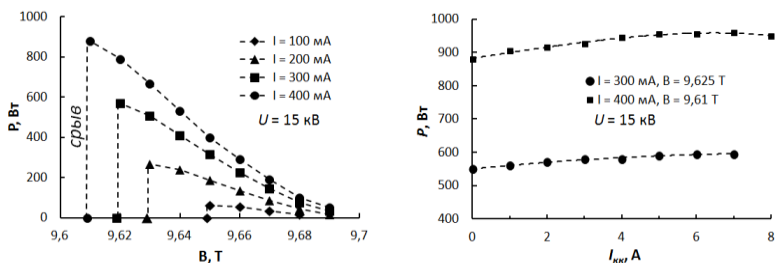 1000
800
600
400
200
0
P, Вт
срыв
I = 100 мА
I = 200 мА
I = 300 мА
I = 400 мА
U = 15 кВ
9,6 9,62 9,64 9,66 9,68 9,7
B, Т
1000
900
800
700
600
500
400
P, Вт
I = 300 мА, B = 9,625 Т
I = 400 мА, B = 9,61 Т
U = 15 кВ
0 2 4 6 8
Iкк, А